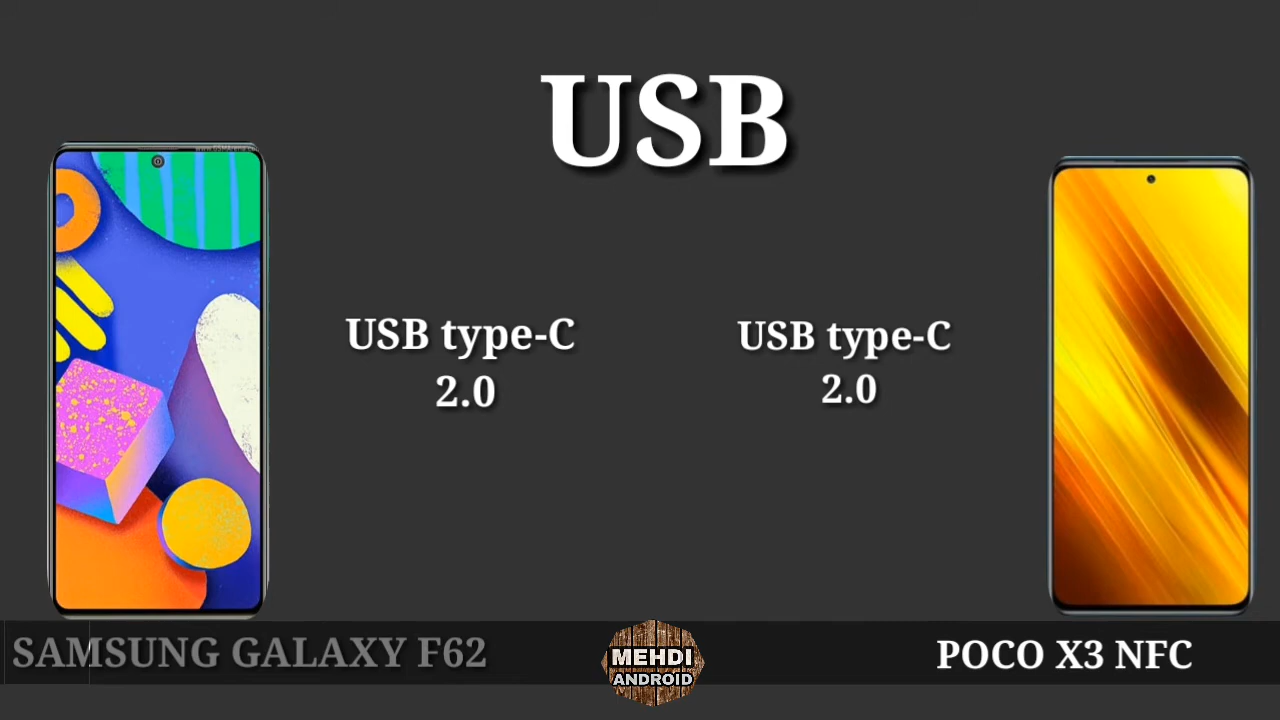 USB
USB type-C
2.0
USB type-C
2.0
SAMSUNG GALAXY F62
MEHDI
ANDROID
POCO X3 NFC